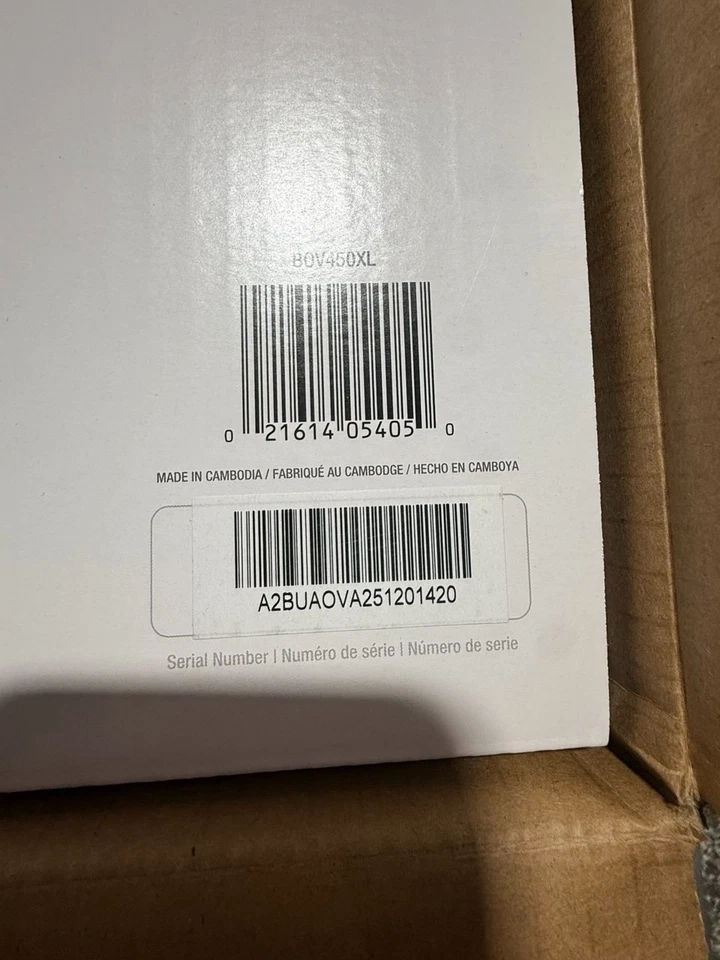 BOV450XL
0 21614 05405 0
MADE IN CAMBODIA / FABRIQUÉ AU CAMBODGE / HECHO EN CAMBOYA
A2BUAOVA251201420
Serial Number | Numéro de série | Número de serie